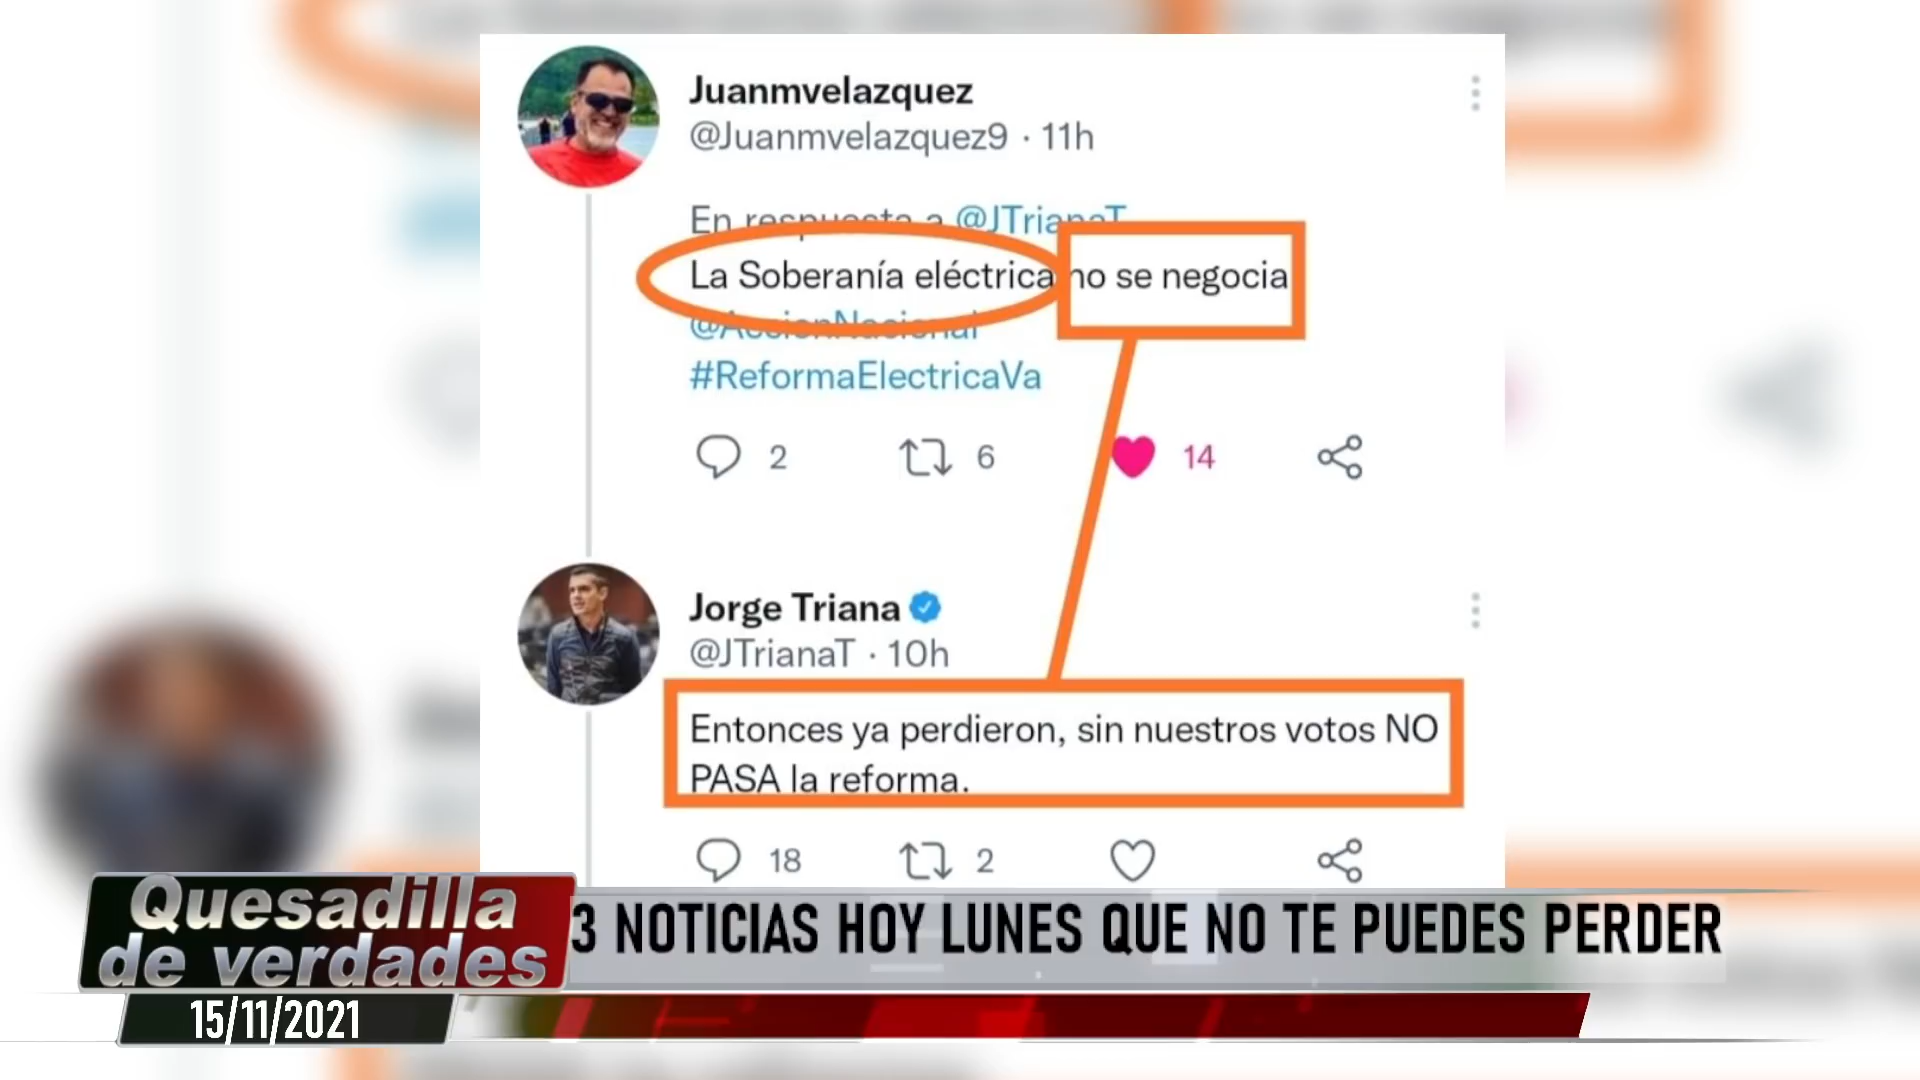 Juanmvelazquez
@Juanmvelazquez9 · 11h
En respuesta a @JTrianaT
La Soberanía eléctrica no se negocia
@AccionNacional
#ReformaElectricaVa
2 6 14
Jorge Triana
@JTrianaT · 10h
Entonces ya perdieron, sin nuestros votos NO
PASA la reforma.
18 2
Quesadilla
de verdades
3 NOTICIAS HOY LUNES QUE NO TE PUEDES PERDER
15/11/2021